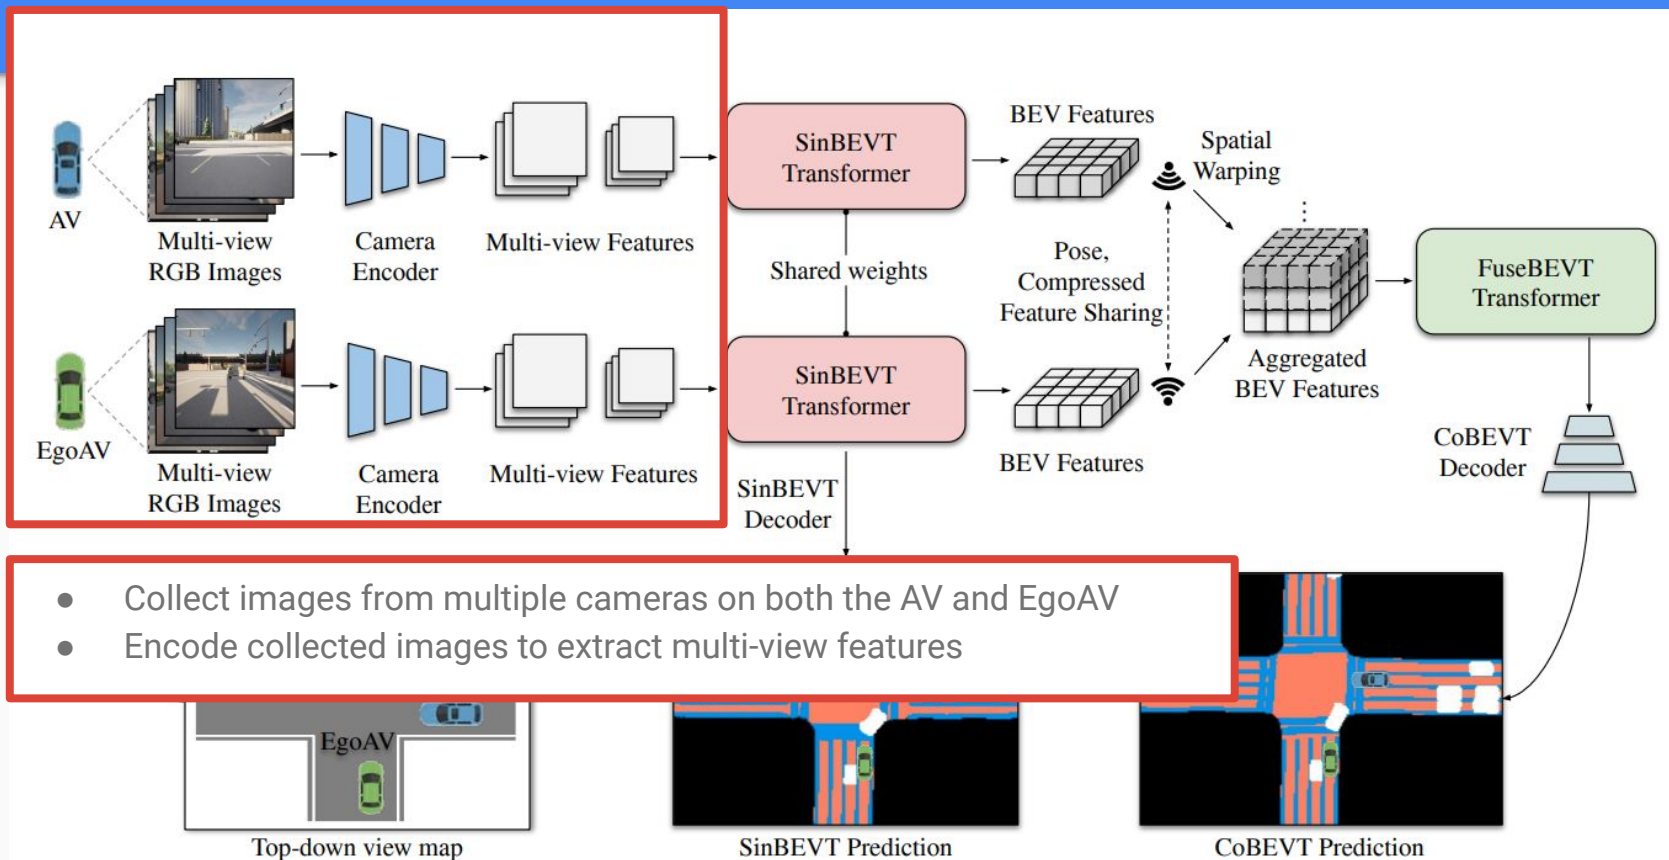 AV
Multi-view
RGB Images
Camera
Encoder
Multi-view Features
SinBEVT
Transformer
BEV Features
Spatial
Warping
Shared weights
Pose,
Compressed
Feature Sharing
Aggregated
BEV Features
FuseBEVT
Transformer
EgoAV
Multi-view
RGB Images
Camera
Encoder
Multi-view Features
SinBEVT
Transformer
BEV Features
SinBEVT
Decoder
CoBEVT
Decoder
● Collect images from multiple cameras on both the AV and EgoAV
● Encode collected images to extract multi-view features
EgoAV
Top-down view map
SinBEVT Prediction
CoBEVT Prediction